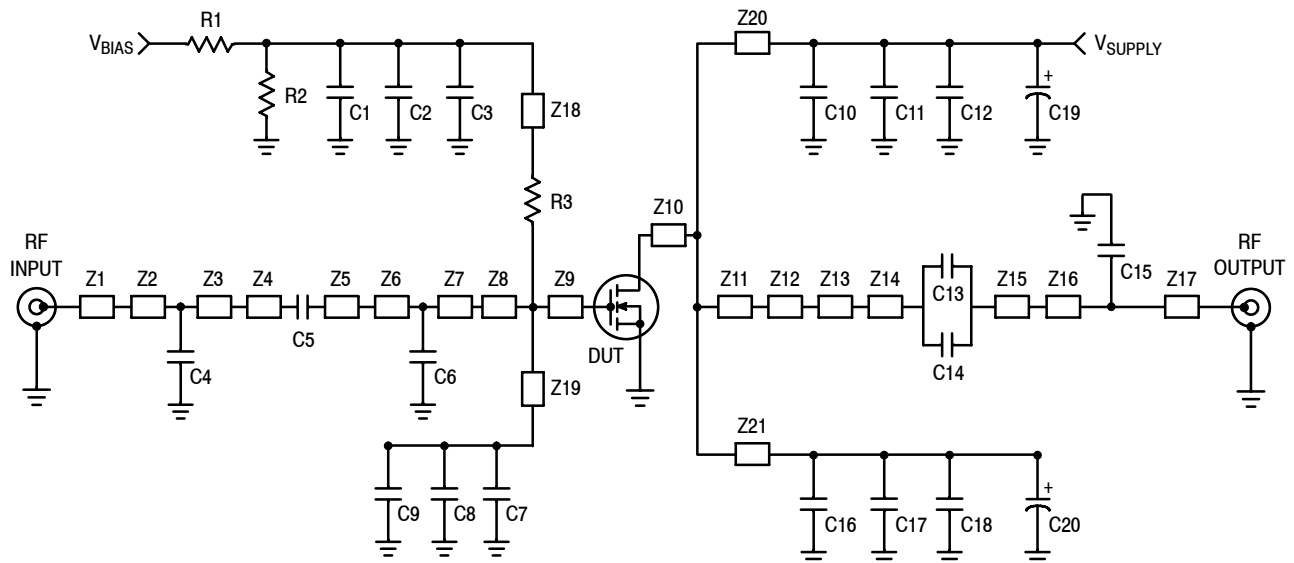 R1
Z20
VBIAS
VSUPPLY
R2
C1
C2
C3
Z18
C10
C11
C12
+
C19
R3
Z10
RF
INPUT
Z1
Z2
Z3
Z4
Z5
Z6
Z7
Z8
Z9
Z11
Z12
Z13
Z14
C13
Z15
Z16
C15
Z17
RF
OUTPUT
C5
C4
C6
DUT
C14
Z19
Z21
C9
C8
C7
C16
C17
C18
+
C20